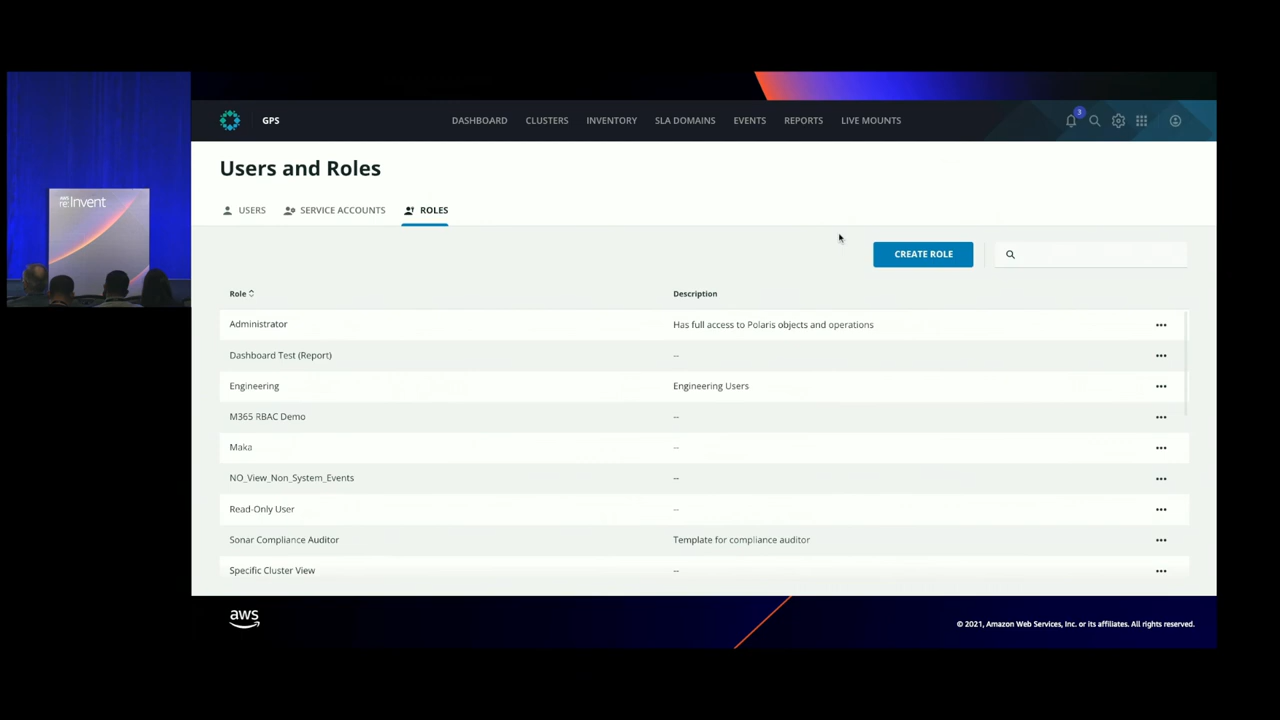 aws
re:Invent
GPS
DASHBOARD CLUSTERS INVENTORY SLA DOMAINS EVENTS REPORTS LIVE MOUNTS
3
Users and Roles
USERS SERVICE ACCOUNTS ROLES
CREATE ROLE
Role Description
Administrator Has full access to Polaris objects and operations
Dashboard Test (Report) --
Engineering Engineering Users
M365 RBAC Demo --
Maka --
NO_View_Non_System_Events --
Read-Only User --
Sonar Compliance Auditor Template for compliance auditor
Specific Cluster View --
aws
© 2021, Amazon Web Services, Inc. or its affiliates. All rights reserved.